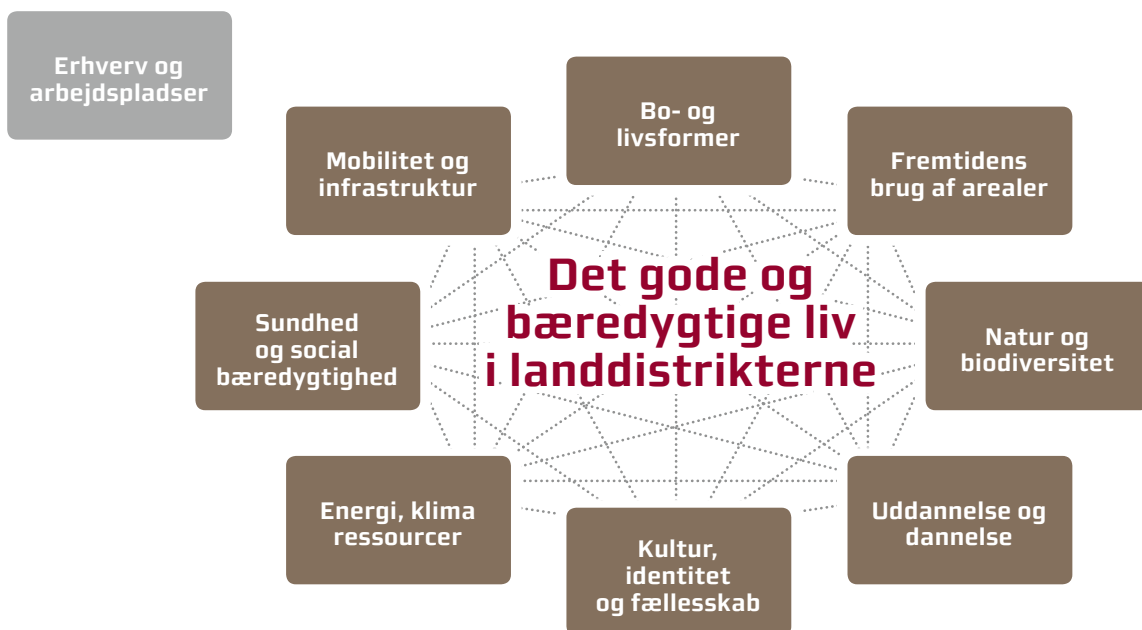 Erhverv og
arbejdspladser
Bo- og
livsformer
Mobilitet og
infrastruktur
Fremtidens
brug af arealer
Det gode og
bæredygtige liv
i landdistrikterne
Sundhed
og social
bæredygtighed
Natur og
biodiversitet
Energi, klima
ressourcer
Uddannelse og
dannelse
Kultur,
identitet
og fællesskab